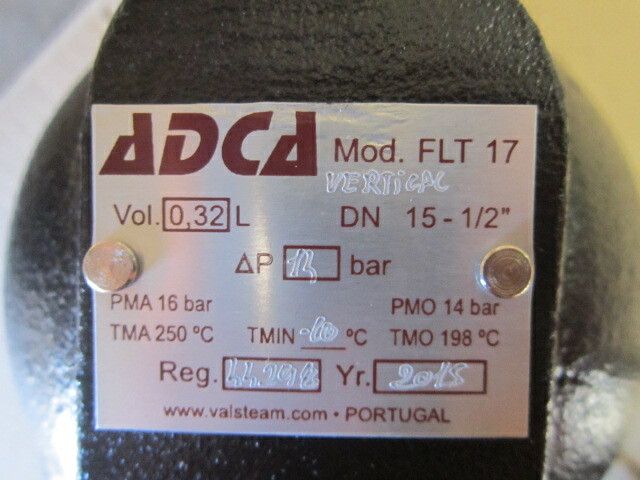 ADCA Mod. FLT 17
VERTICAL
Vol. 0,32 L DN 15 - 1/2"
ΔP bar
PMA 16 bar PMO 14 bar
TMA 250 ºC TMIN -10 ºC TMO 198 ºC
Reg. Yr. 2015
www.valsteam.com • PORTUGAL